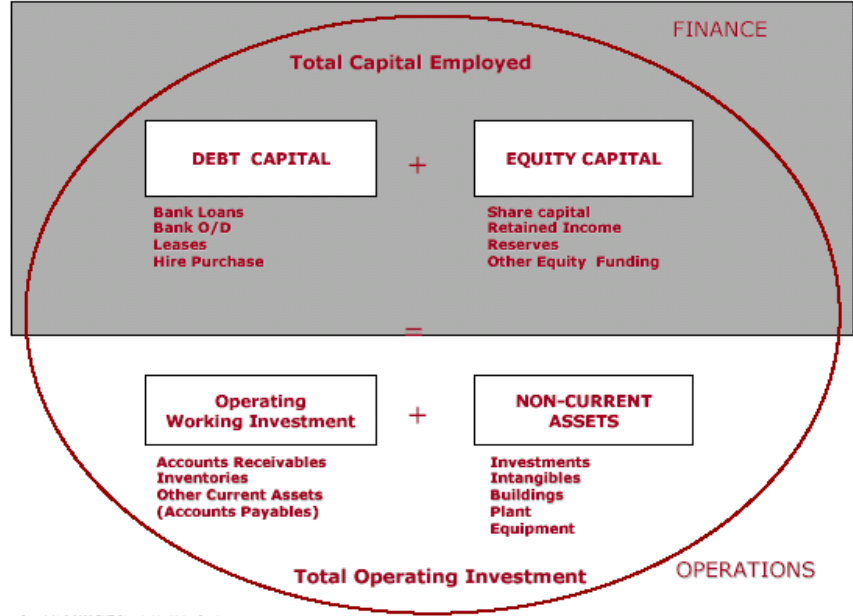 FINANCE
Total Capital Employed
DEBT CAPITAL
+
EQUITY CAPITAL
Bank Loans
Bank O/D
Leases
Hire Purchase
Share capital
Retained Income
Reserves
Other Equity Funding
=
Operating
Working Investment
+
NON-CURRENT
ASSETS
Accounts Receivables
Inventories
Other Current Assets
(Accounts Payables)
Investments
Intangibles
Buildings
Plant
Equipment
Total Operating Investment
OPERATIONS